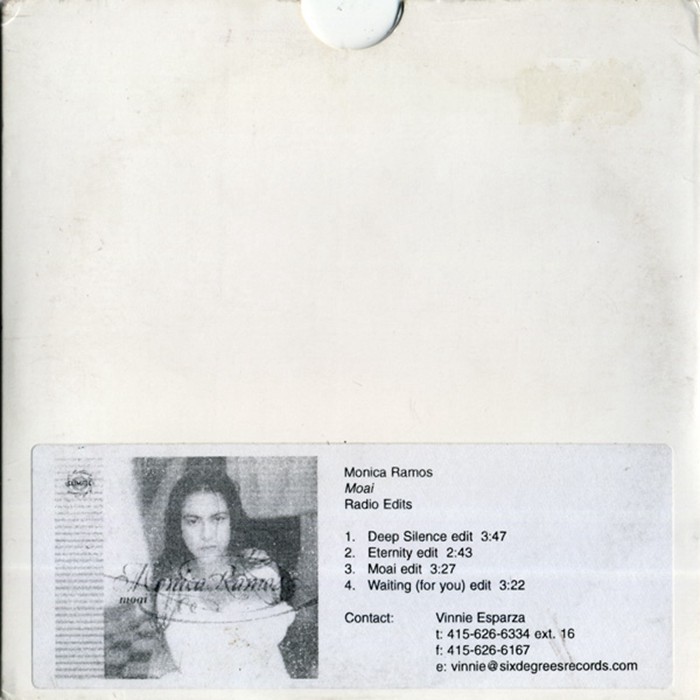 Monica Ramos
moai
Monica Ramos
Moai
Radio Edits
1. Deep Silence edit 3:47
2. Eternity edit 2:43
3. Moai edit 3:27
4. Waiting (for you) edit 3:22
Contact: Vinnie Esparza
t: 415-626-6334 ext. 16
f: 415-626-6167
e: vinnie@sixdegreesrecords.com